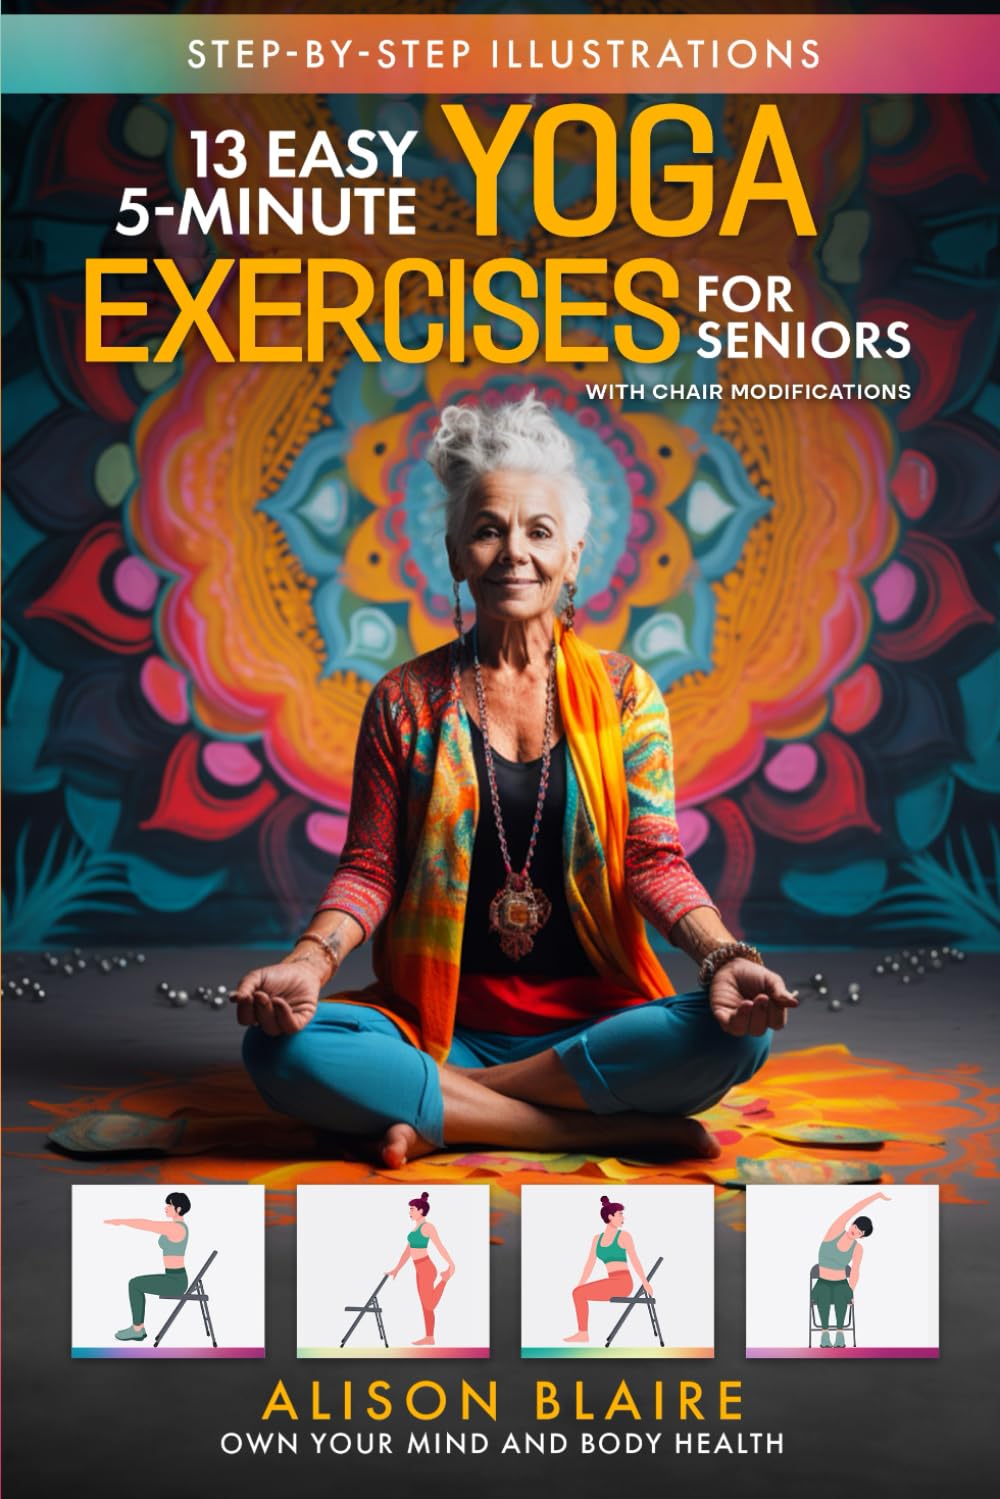 STEP-BY-STEP ILLUSTRATIONS
13 EASY
5-MINUTE
YOGA
EXERCISES
FOR
SENIORS
WITH CHAIR MODIFICATIONS
ALISON BLAIRE
OWN YOUR MIND AND BODY HEALTH